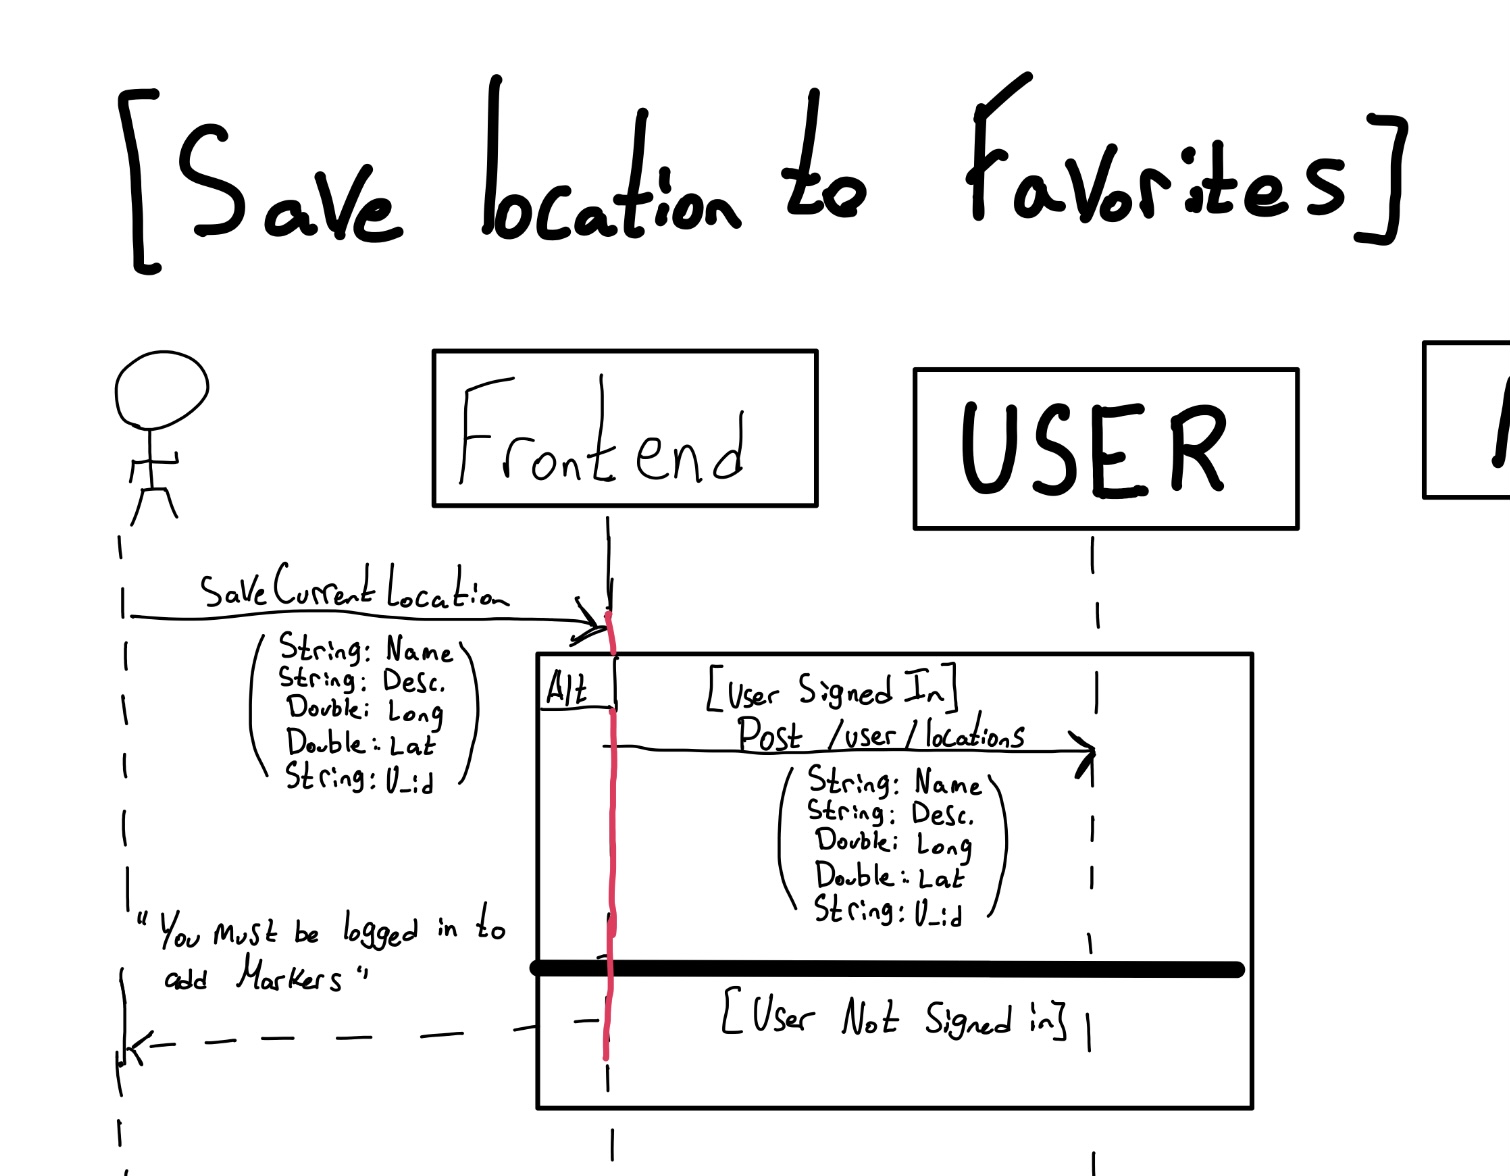 [Save location to Favorites]
Frontend
USER
SaveCurrentLocation
(String: Name
String: Desc.
Double: Long
Double: Lat
String: U_id)
Alt
[User Signed In]
Post /user/locations
(String: Name
String: Desc.
Double: Long
Double: Lat
String: U_id)
"You must be logged in to
add Markers"
[User Not Signed in]